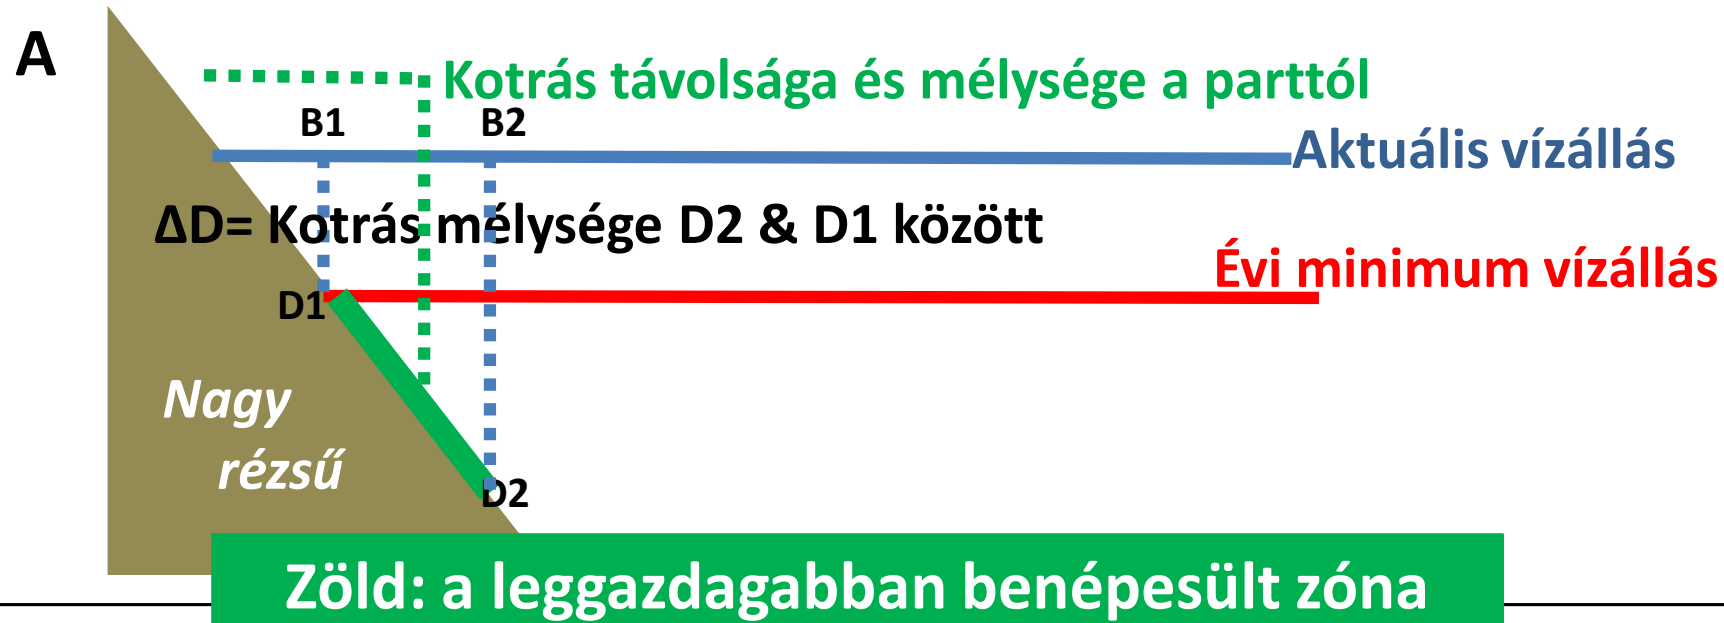 A
Kotrás távolsága és mélysége a parttól
B1
B2
Aktuális vízállás
ΔD= Kotrás mélysége D2 & D1 között
Évi minimum vízállás
D1
Nagy
rézsű
D2
Zöld: a leggazdagabban benépesült zóna